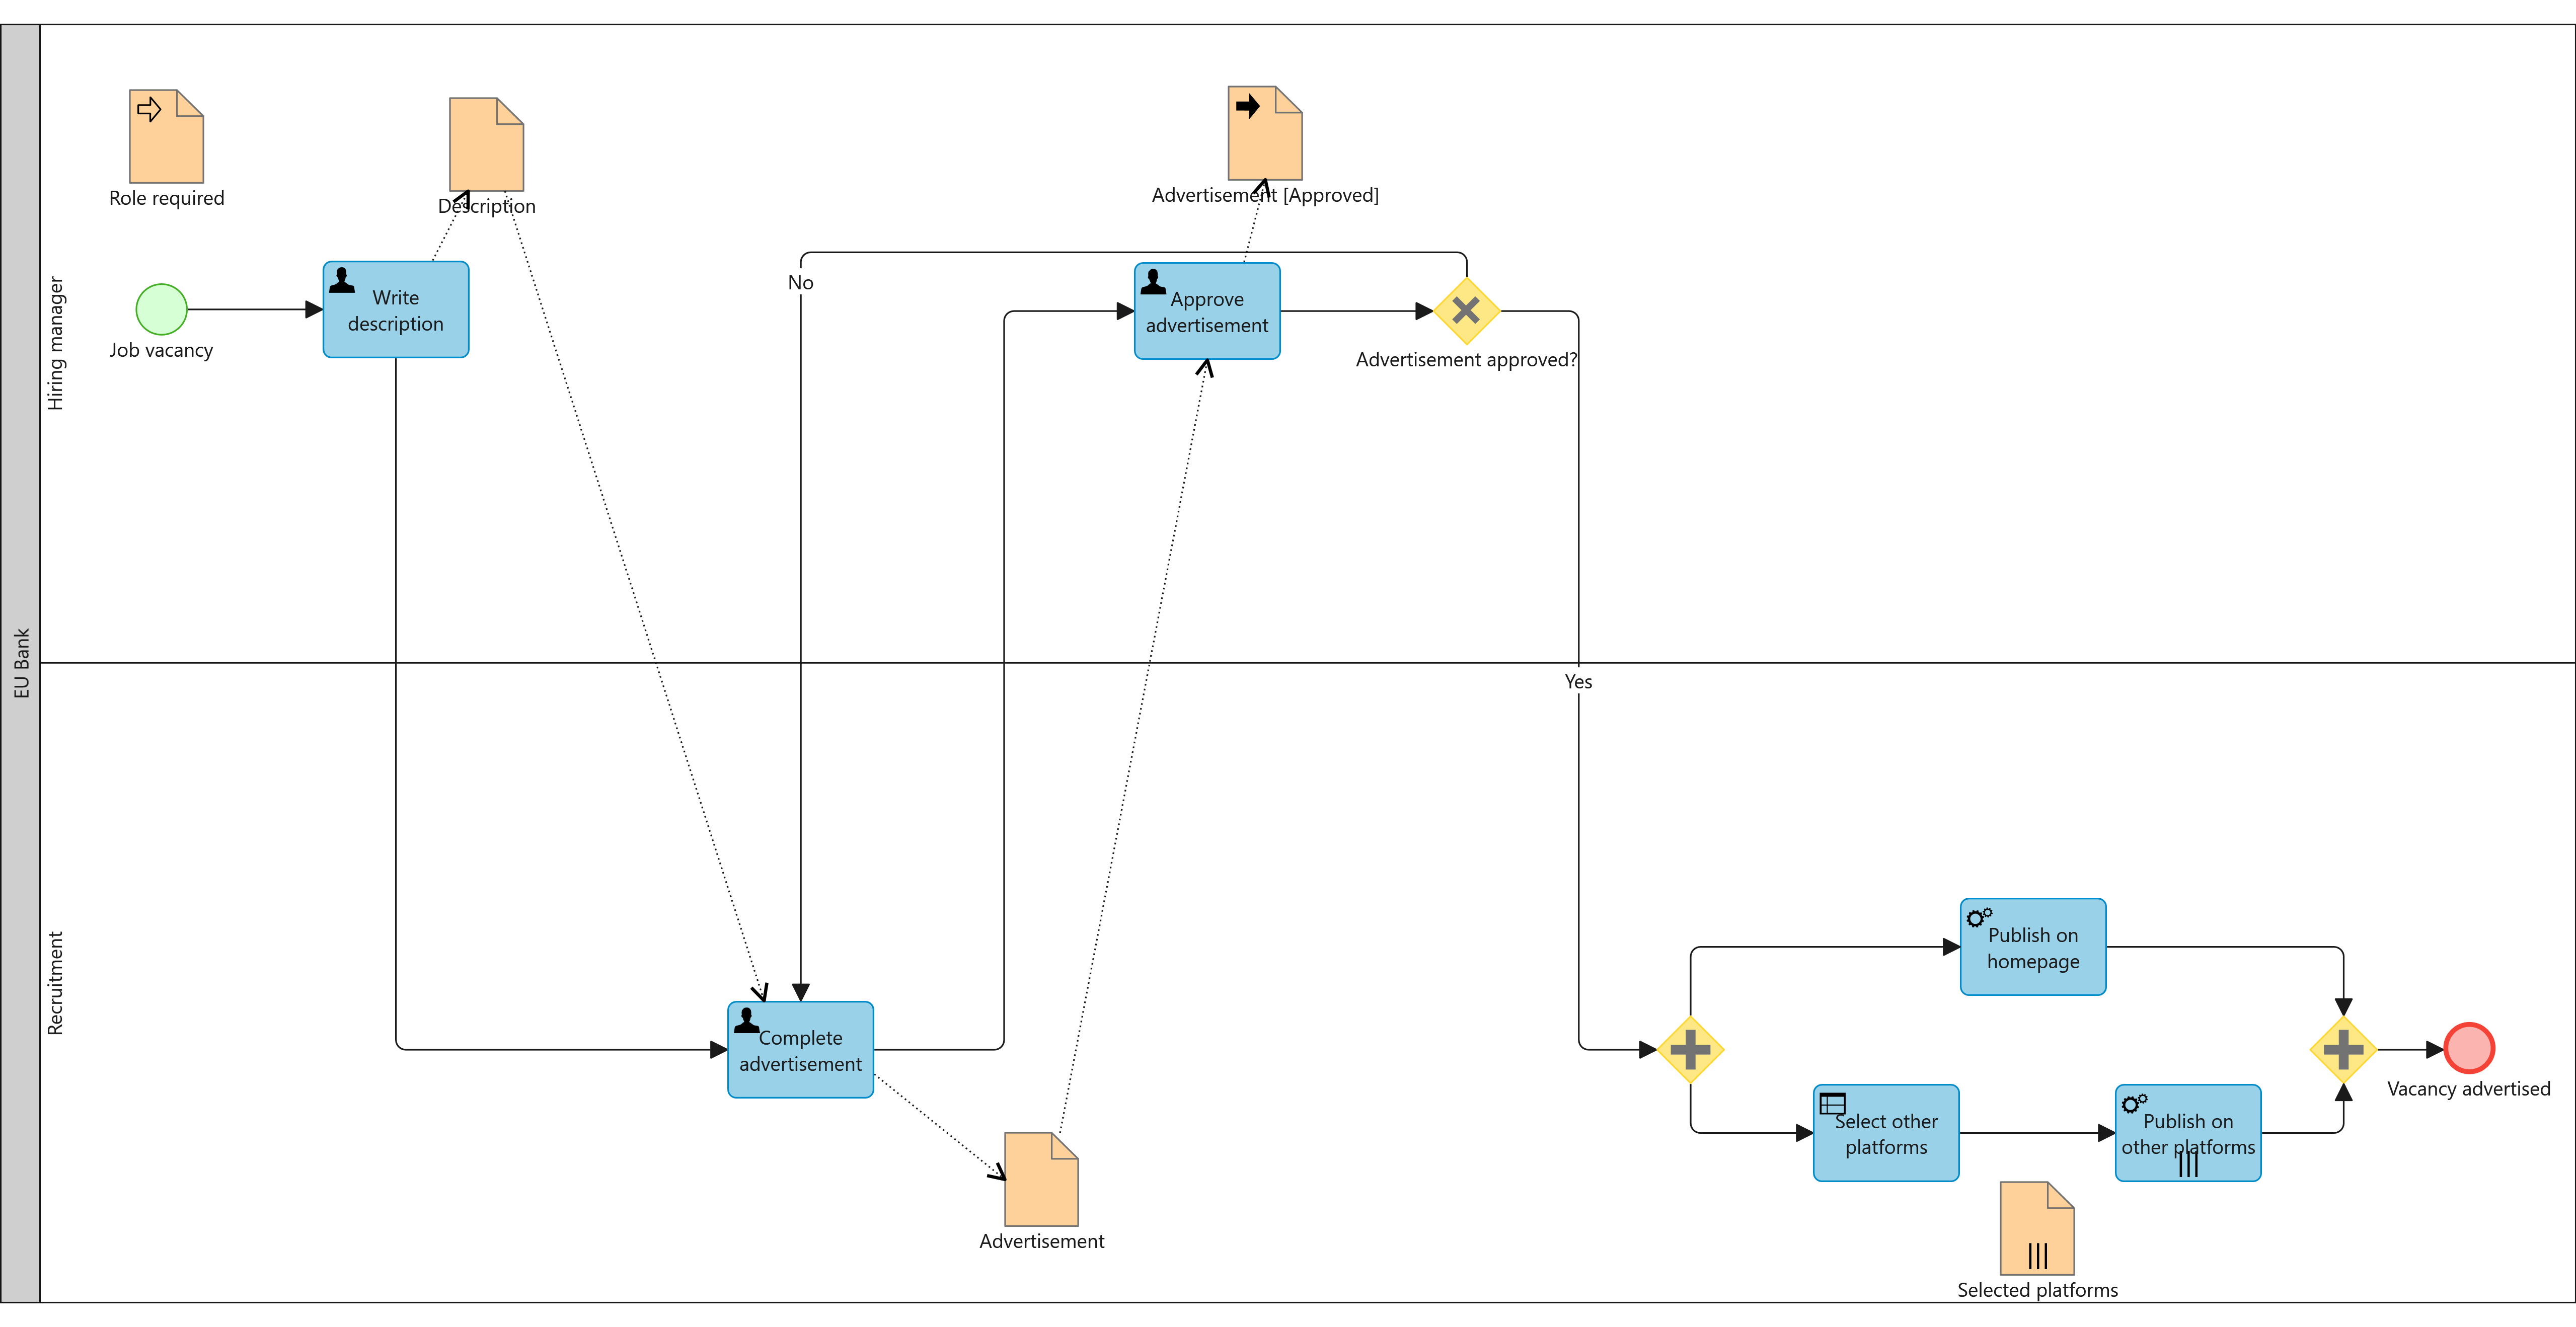 EU Bank
Hiring manager
Role required
Description
Advertisement [Approved]
Job vacancy
Write
description
No
Approve
advertisement
Advertisement approved?
Yes
Recruitment
Complete
advertisement
Advertisement
Publish on
homepage
Select other
platforms
Publish on
other platforms
Selected platforms
Vacancy advertised